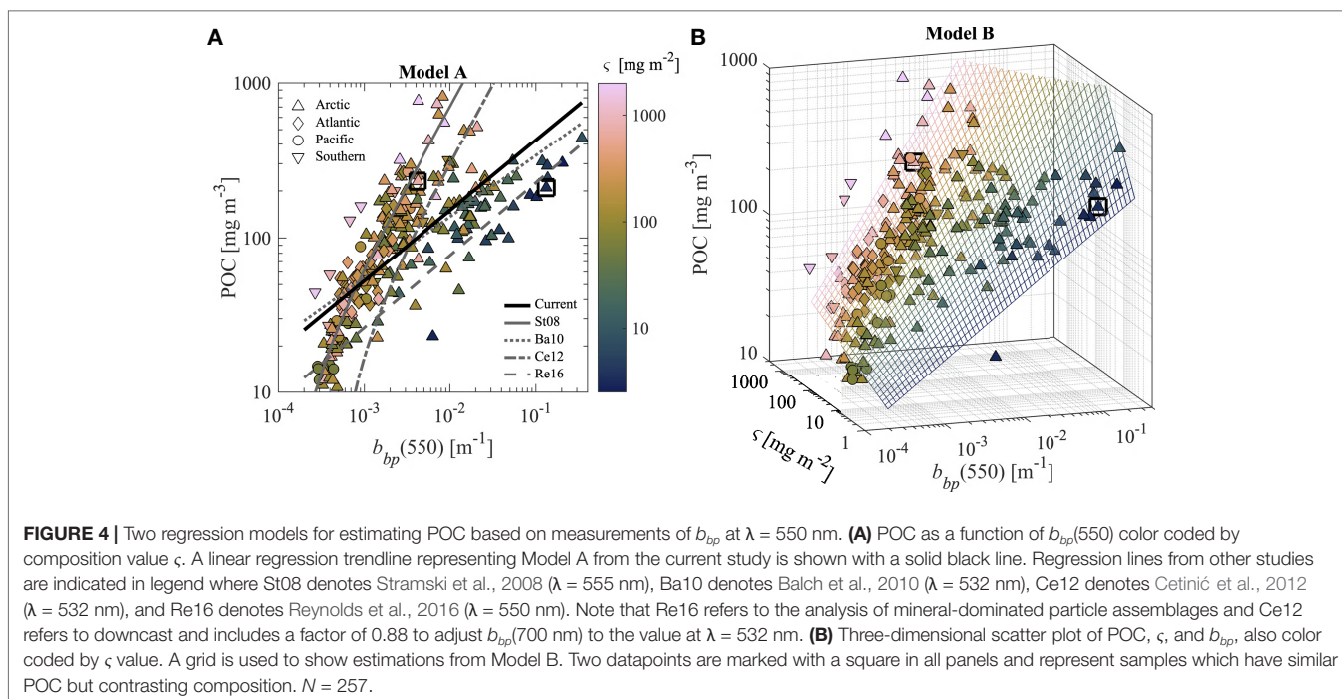 A
Model A
ς [mg m⁻²]
1000
100
10
1000
100
10
POC [mg m⁻³]
Arctic
Atlantic
Pacific
Southern
Current
St08
Ba10
Ce12
Re16
10⁻⁴ 10⁻³ 10⁻² 10⁻¹
b_bp(550) [m⁻¹]
B
Model B
1000
100
10
POC [mg m⁻³]
1000
100
10
1
ς [mg m⁻²]
10⁻⁴ 10⁻³ 10⁻² 10⁻¹
b_bp(550) [m⁻¹]
FIGURE 4 | Two regression models for estimating POC based on measurements of b_bp at λ = 550 nm. (A) POC as a function of b_bp(550) color coded by
composition value ς. A linear regression trendline representing Model A from the current study is shown with a solid black line. Regression lines from other studies
are indicated in legend where St08 denotes Stramski et al., 2008 (λ = 555 nm), Ba10 denotes Balch et al., 2010 (λ = 532 nm), Ce12 denotes Cetinić et al., 2012
(λ = 532 nm), and Re16 denotes Reynolds et al., 2016 (λ = 550 nm). Note that Re16 refers to the analysis of mineral-dominated particle assemblages and Ce12
refers to downcast and includes a factor of 0.88 to adjust b_bp(700 nm) to the value at λ = 532 nm. (B) Three-dimensional scatter plot of POC, ς, and b_bp, also color
coded by ς value. A grid is used to show estimations from Model B. Two datapoints are marked with a square in all panels and represent samples which have similar
POC but contrasting composition. N = 257.